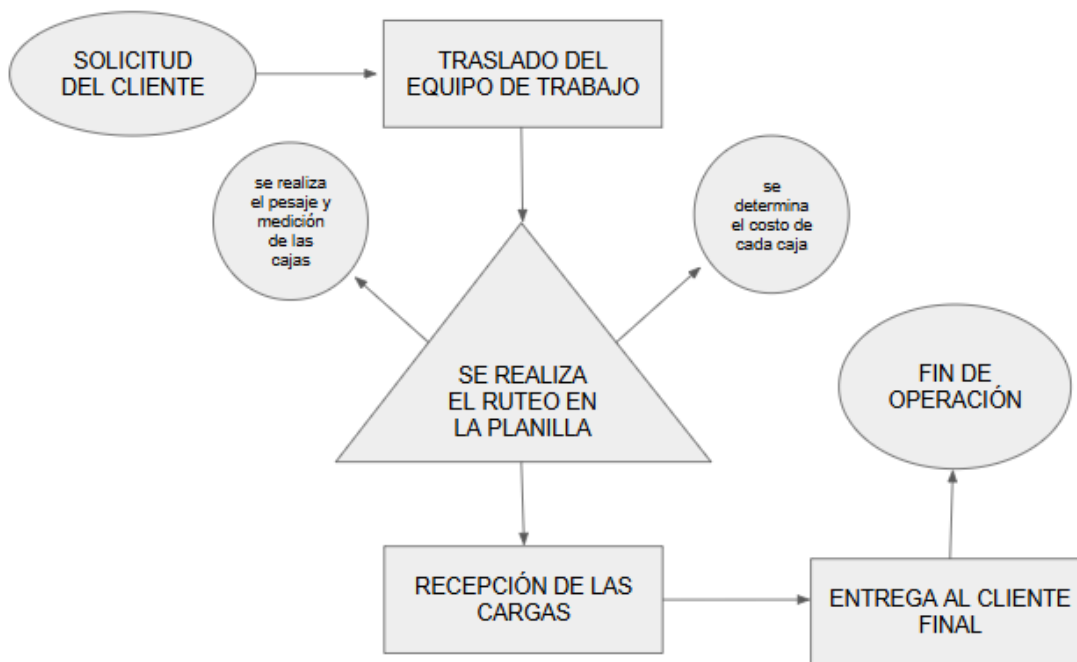 SOLICITUD
DEL CLIENTE
TRASLADO DEL
EQUIPO DE TRABAJO
se realiza
el pesaje y
medición
de las
cajas
se
determina
el costo de
cada caja
SE REALIZA
EL RUTEO EN
LA PLANILLA
FIN DE
OPERACIÓN
RECEPCIÓN DE LAS
CARGAS
ENTREGA AL CLIENTE
FINAL